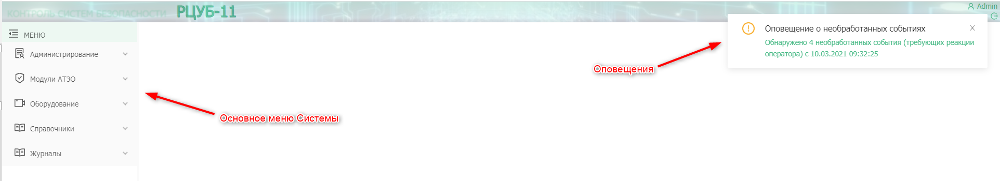 КОНТРОЛЬ СИСТЕМ БЕЗОПАСНОСТИ РЦУБ-11
Admin
МЕНЮ
Администрирование
Модули АТЗО
Оборудование
Справочники
Журналы
Основное меню Системы
Оповещения
Оповещение о необработанных событиях
Обнаружено 4 необработанных события (требующих реакции
оператора) с 10.03.2021 09:32:25